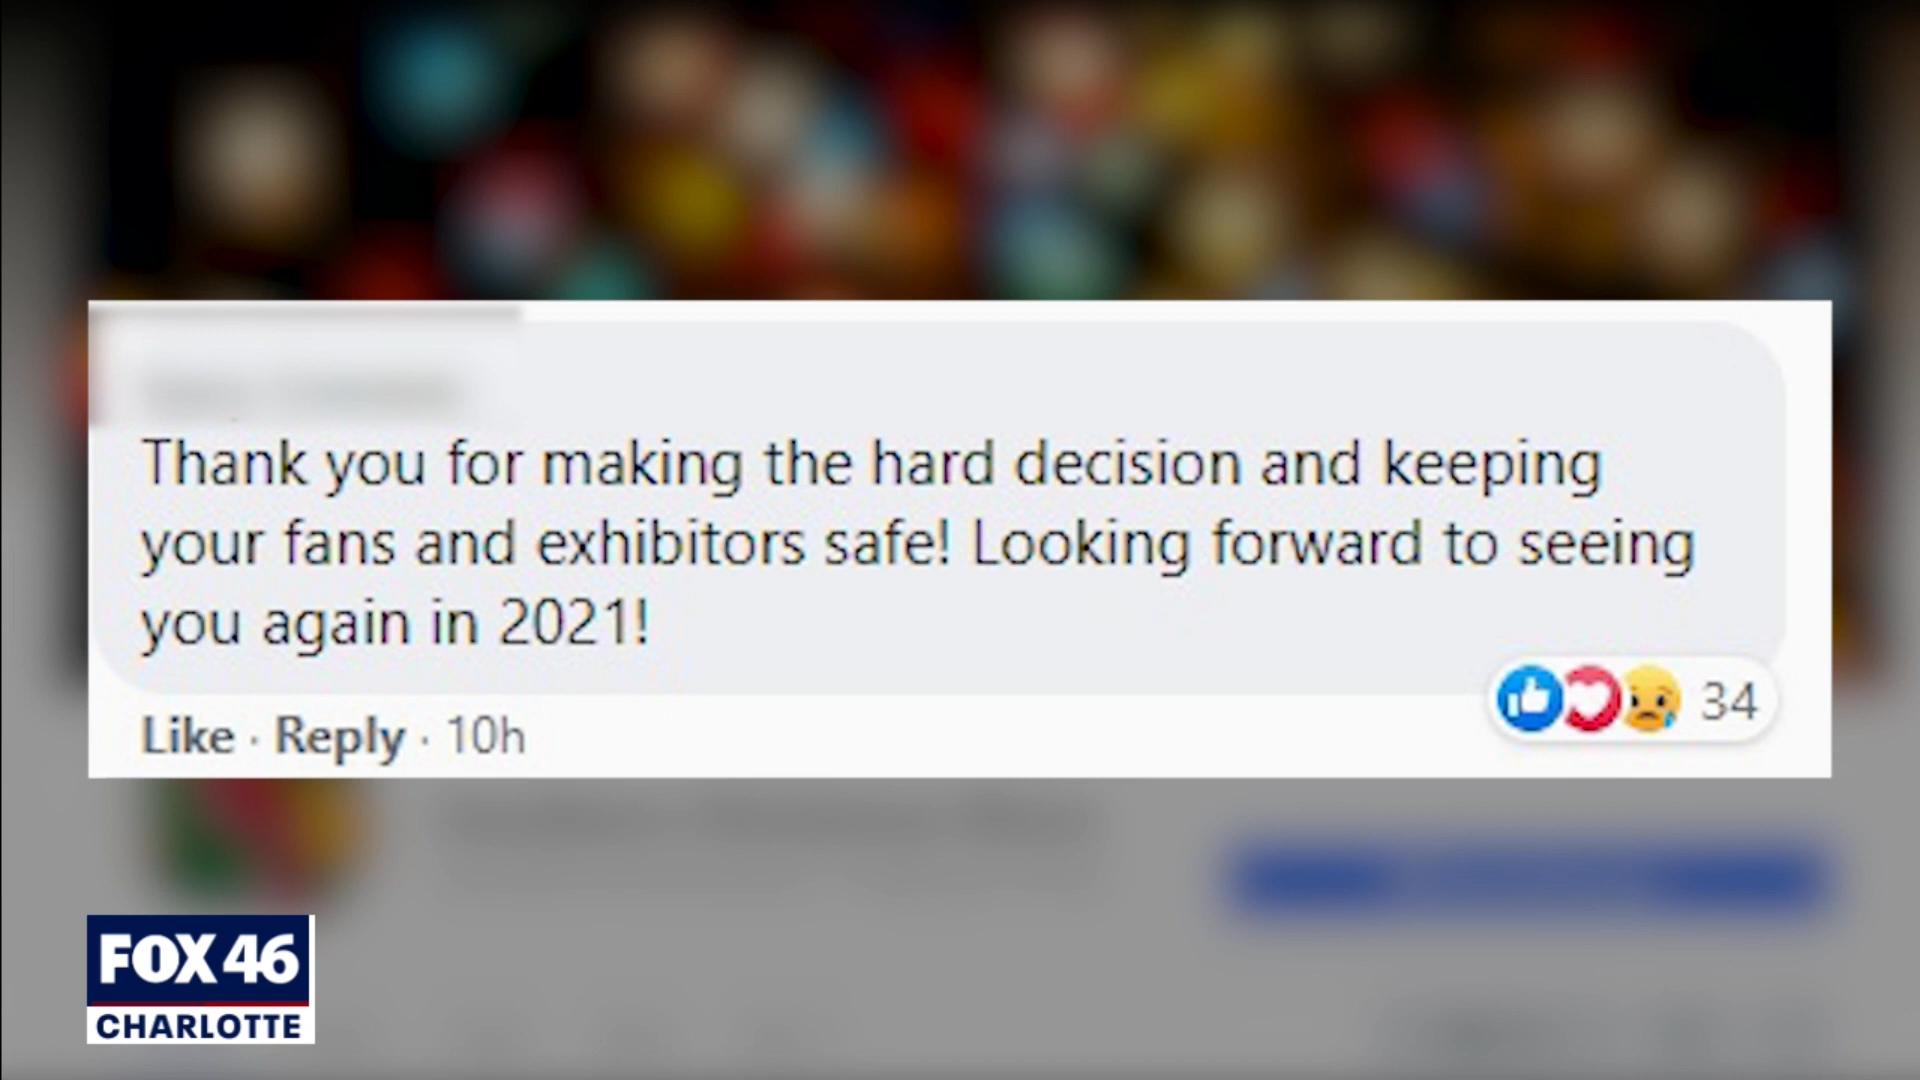 Thank you for making the hard decision and keeping
your fans and exhibitors safe! Looking forward to seeing
you again in 2021!
Like · Reply · 10h
34
FOX 46
CHARLOTTE